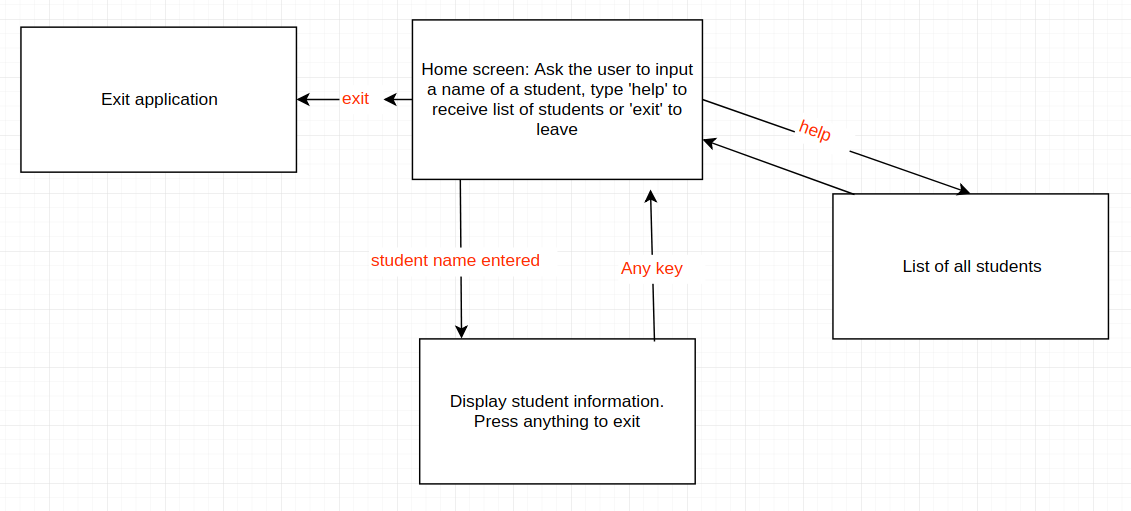 Exit application
exit
Home screen: Ask the user to input
a name of a student, type 'help' to
receive list of students or 'exit' to
leave
help
student name entered
Any key
List of all students
Display student information.
Press anything to exit